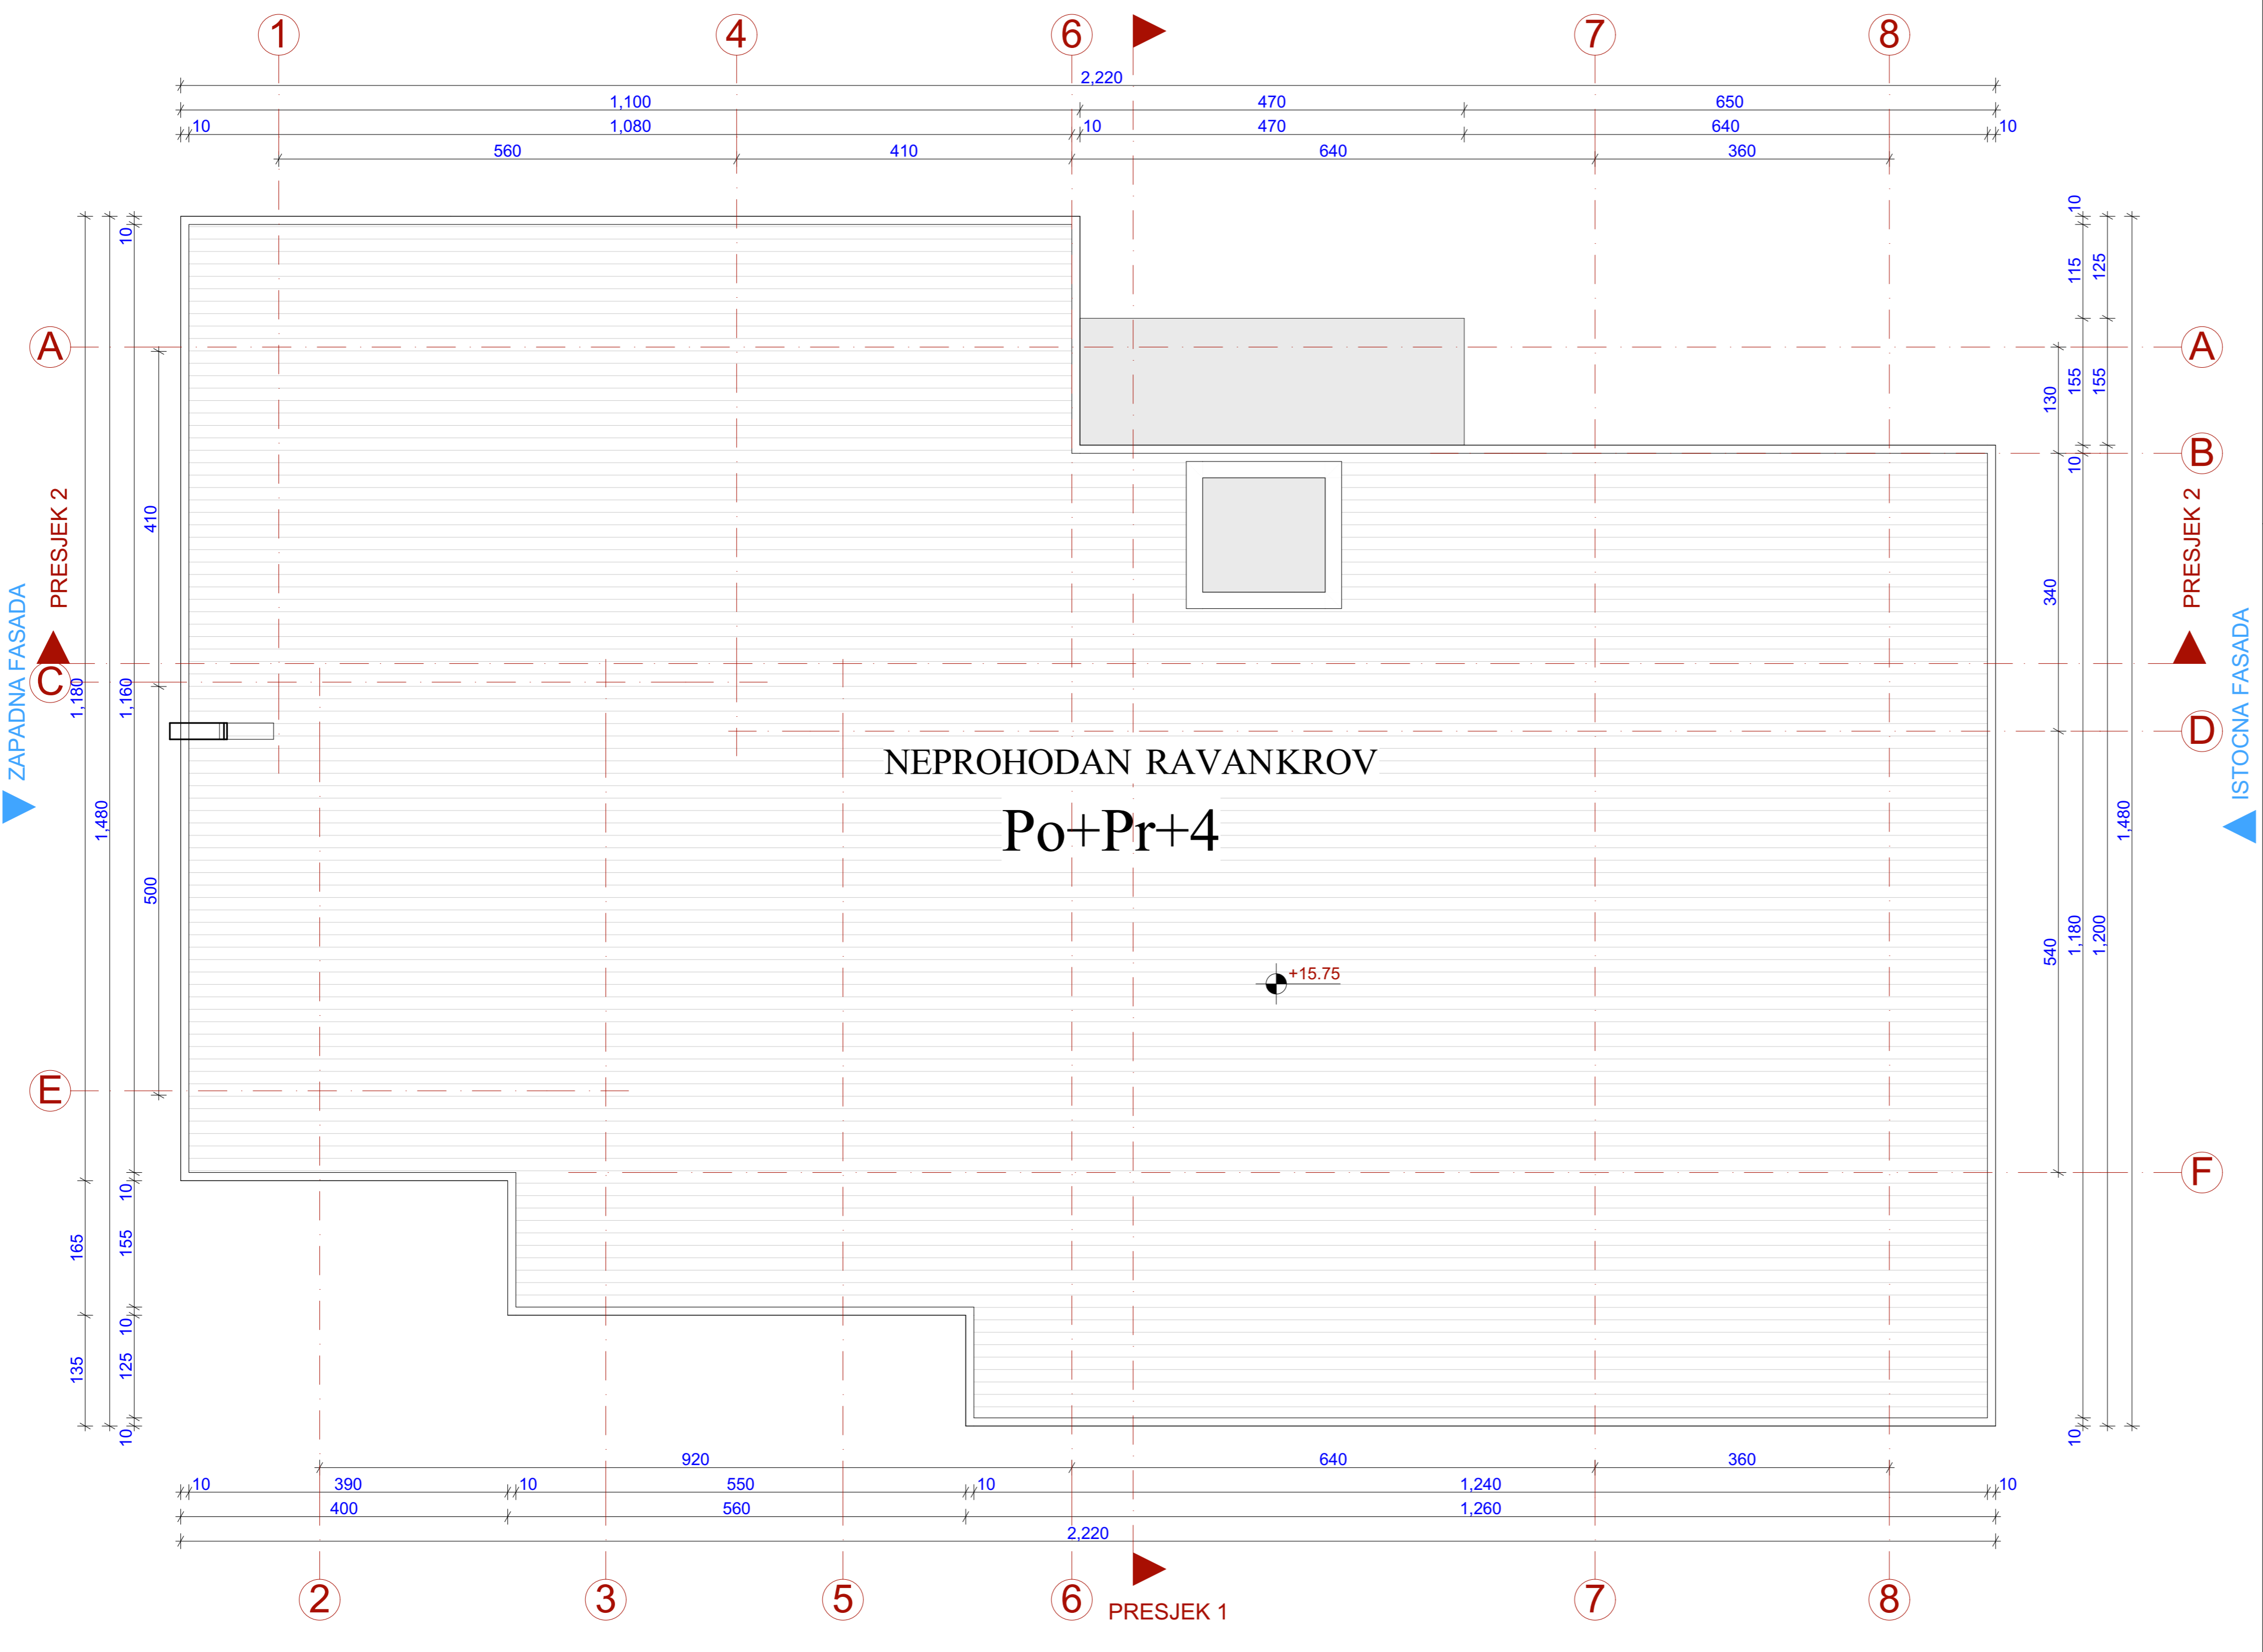 1 4 6 7 8
2,220
1,100 470 650
10 1,080 10 470 640 10
560 410 640 360
10 115 155 10 1,180 10
125 155 1,200
1,480
130 340 540
10 1,160 10 155 10 125 10
1,180 165 135
1,480
410 500
A A
B
C
D
E
F
PRESJEK 2
PRESJEK 2
ZAPADNA FASADA
ISTOCNA FASADA
NEPROHODAN RAVANKROV
Po+Pr+4
+15.75
920 640 360
10 390 10 550 10 1,240 10
400 560 1,260
2,220
2 3 5 6 7 8
PRESJEK 1